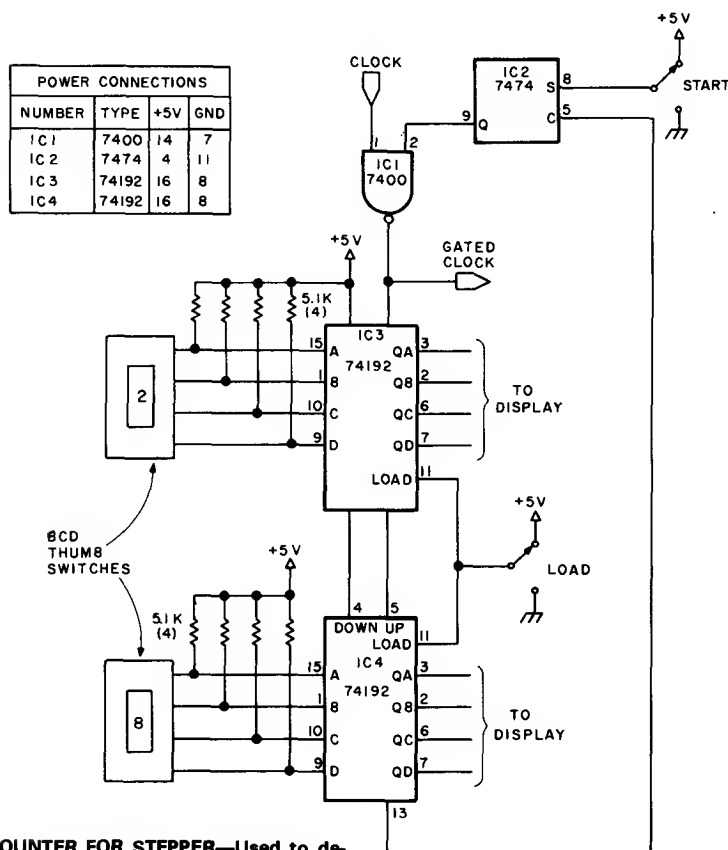 POWER CONNECTIONS
NUMBER TYPE +5V GND
IC1 7400 14 7
IC2 7474 4 11
IC3 74192 16 8
IC4 74192 16 8
CLOCK
1 2
IC1
7400
IC2
7474
9 Q
S 8
C 5
+5V
START
GATED
CLOCK
+5V
5.1K
(4)
IC3
74192
15 A
1 B
10 C
9 D
QA 3
QB 2
QC 6
QD 7
LOAD 11
TO
DISPLAY
2
BCD
THUMB
SWITCHES
+5V
LOAD
+5V
5.1K
(4)
4 5
DOWN UP
LOAD 11
IC4
74192
15 A
1 B
10 C
9 D
QA 3
QB 2
QC 6
QD 7
13
TO
DISPLAY
8
OUNTER FOR STEPPER—Used to de-